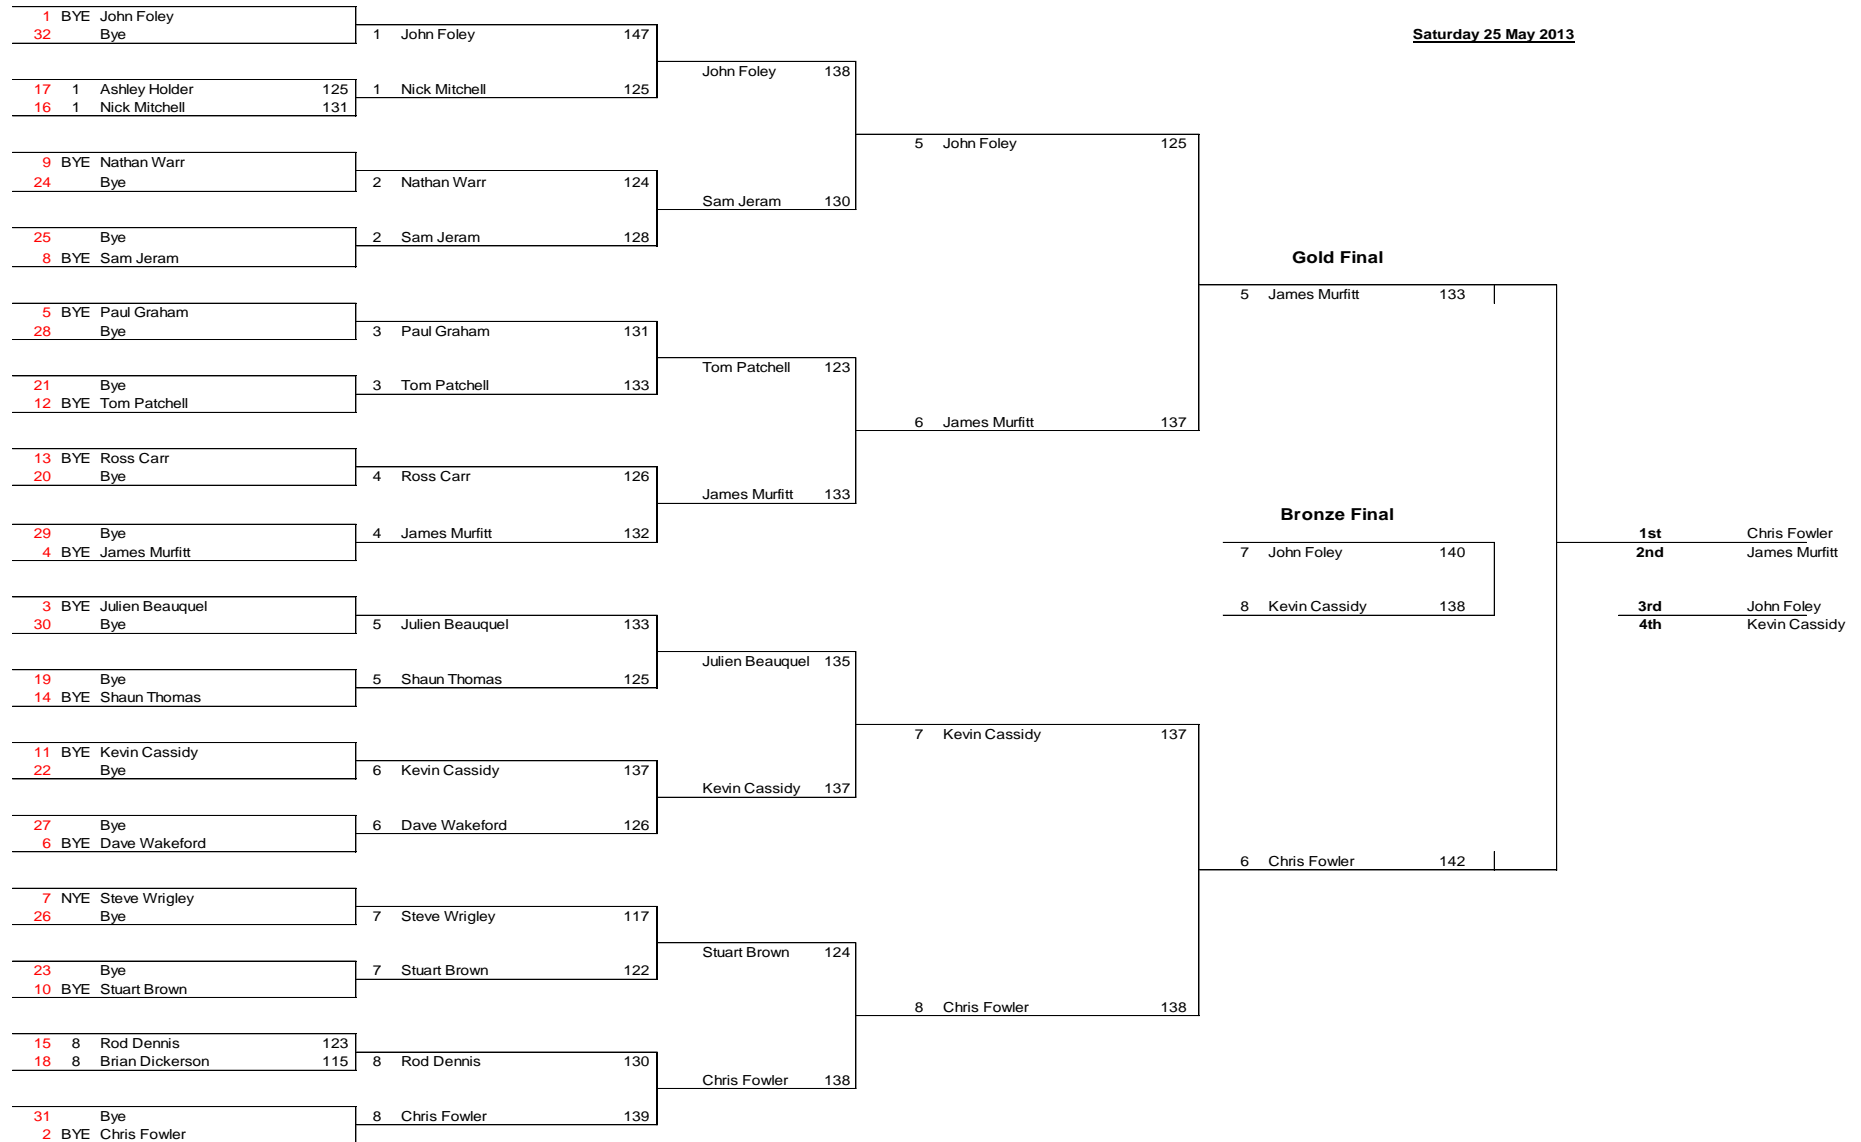 1 BYE John Foley
32 Bye
1 John Foley 147
Saturday 25 May 2013
John Foley 138
17 1 Ashley Holder 125
1 Nick Mitchell 125
16 1 Nick Mitchell 131
5 John Foley 125
9 BYE Nathan Warr
24 Bye
2 Nathan Warr 124
Sam Jeram 130
25 Bye
2 Sam Jeram 128
8 BYE Sam Jeram
Gold Final
5 James Murfitt 133
5 BYE Paul Graham
28 Bye
3 Paul Graham 131
Tom Patchell 123
21 Bye
3 Tom Patchell 133
12 BYE Tom Patchell
6 James Murfitt 137
13 BYE Ross Carr
20 Bye
4 Ross Carr 126
James Murfitt 133
Bronze Final
29 Bye
4 James Murfitt 132
1st Chris Fowler
4 BYE James Murfitt
7 John Foley 140
2nd James Murfitt
3 BYE Julien Beauquel
8 Kevin Cassidy 138
3rd John Foley
30 Bye
5 Julien Beauquel 133
4th Kevin Cassidy
Julien Beauquel 135
19 Bye
5 Shaun Thomas 125
14 BYE Shaun Thomas
7 Kevin Cassidy 137
11 BYE Kevin Cassidy
22 Bye
6 Kevin Cassidy 137
Kevin Cassidy 137
27 Bye
6 Dave Wakeford 126
6 BYE Dave Wakeford
6 Chris Fowler 142
7 NYE Steve Wrigley
26 Bye
7 Steve Wrigley 117
Stuart Brown 124
23 Bye
7 Stuart Brown 122
10 BYE Stuart Brown
8 Chris Fowler 138
15 8 Rod Dennis 123
18 8 Brian Dickerson 115
8 Rod Dennis 130
Chris Fowler 138
31 Bye
8 Chris Fowler 139
2 BYE Chris Fowler